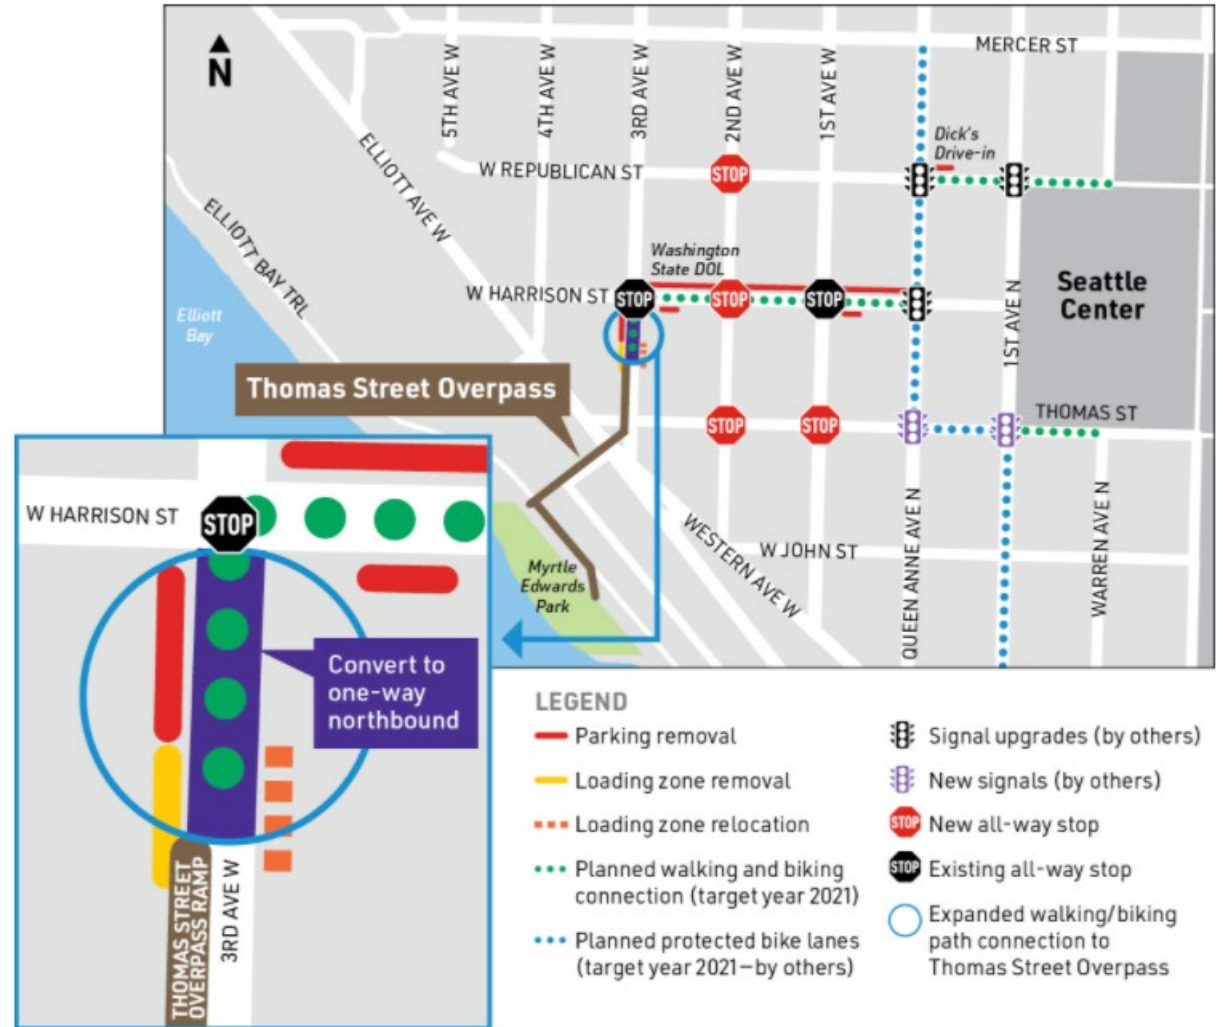 N
MERCER ST
5TH AVE W
4TH AVE W
3RD AVE W
2ND AVE W
1ST AVE W
Dick's
Drive-in
ELLIOTT AVE W
W REPUBLICAN ST
STOP
ELLIOTT BAY TRL
Washington
State DOL
W HARRISON ST
STOP
STOP
STOP
Seattle
Center
Elliott
Bay
1ST AVE N
Thomas Street Overpass
STOP
STOP
THOMAS ST
W HARRISON ST
STOP
WESTERN AVE W
W JOHN ST
QUEEN ANNE AVE N
WARREN AVE N
Myrtle
Edwards
Park
Convert to
one-way
northbound
THOMAS STREET
OVERPASS RAMP
3RD AVE W
LEGEND
Parking removal
Loading zone removal
Loading zone relocation
Planned walking and biking
connection (target year 2021)
Planned protected bike lanes
(target year 2021—by others)
Signal upgrades (by others)
New signals (by others)
STOP
New all-way stop
STOP
Existing all-way stop
Expanded walking/biking
path connection to
Thomas Street Overpass